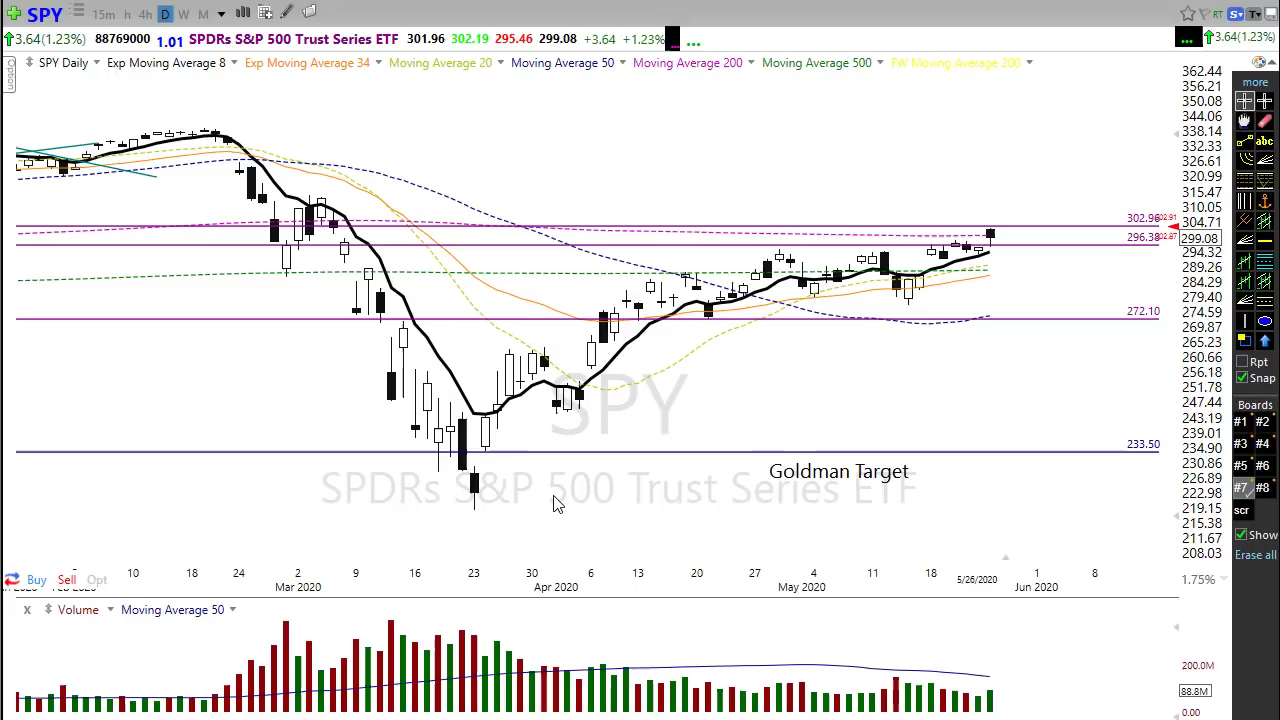 SPY 15m h 4h D W M RT S T
3.64(1.23%) 88769000 1.01 SPDRs S&P 500 Trust Series ETF 301.96 302.19 295.46 299.08 +3.64 +1.23% 3.64(1.23%)
SPY Daily Exp Moving Average 8 Exp Moving Average 34 Moving Average 20 Moving Average 50 Moving Average 200 Moving Average 500 FW Moving Average 200
Option
302.96
296.38
272.10
233.50
Goldman Target
SPY
SPDRs S&P 500 Trust Series ETF
362.44
356.21
350.08
344.06
338.14
332.33
326.61
320.99
315.47
310.05
304.71
299.08
294.32
289.26
284.29
279.40
274.59
269.87
265.23
260.66
256.18
251.78
247.44
243.19
239.01
234.90
230.86
226.89
222.98
219.15
215.38
211.67
208.03
more
abc
Rpt
Snap
Boards
#1 #2
#3 #4
#5 #6
#7 #8
scr
Show
Erase all
10 18 24 2 9 16 23 30 6 13 20 27 4 11 18 5/26/2020 1 8
Mar 2020 April 2020 May 2020 Jun 2020
Buy Sell Opt
1.75%
x Volume Moving Average 50
200.0M
88.8M
0.00